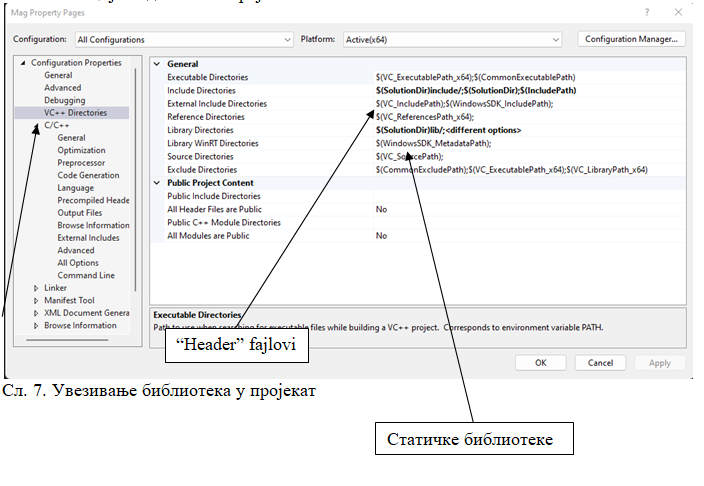 Mag Property Pages
? ×
Configuration: All Configurations Platform: Active(x64) Configuration Manager...
Configuration Properties
General
Advanced
Debugging
VC++ Directories
C/C++
General
Optimization
Preprocessor
Code Generation
Language
Precompiled Heade
Output Files
Browse Information
External Includes
Advanced
All Options
Command Line
Linker
Manifest Tool
XML Document Genera
Browse Information
General
Executable Directories $(VC_ExecutablePath_x64);$(CommonExecutablePath)
Include Directories $(SolutionDir)include/;$(SolutionDir);$(IncludePath)
External Include Directories $(VC_IncludePath);$(WindowsSDK_IncludePath);
Reference Directories $(VC_ReferencesPath_x64);
Library Directories $(SolutionDir)lib/;<different options>
Library WinRT Directories $(WindowsSDK_MetadataPath);
Source Directories $(VC_SourcePath);
Exclude Directories $(CommonExcludePath);$(VC_ExecutablePath_x64);$(VC_LibraryPath_x64)
Public Project Content
Public Include Directories
All Header Files are Public No
Public C++ Module Directories
All Modules are Public No
Executable Directories
Path to use when searching for executable files while building a VC++ project. Corresponds to environment variable PATH.
“Header” fajlovi
OK Cancel Apply
Сл. 7. Увезивање библиотека у пројекат
Статичке библиотеке